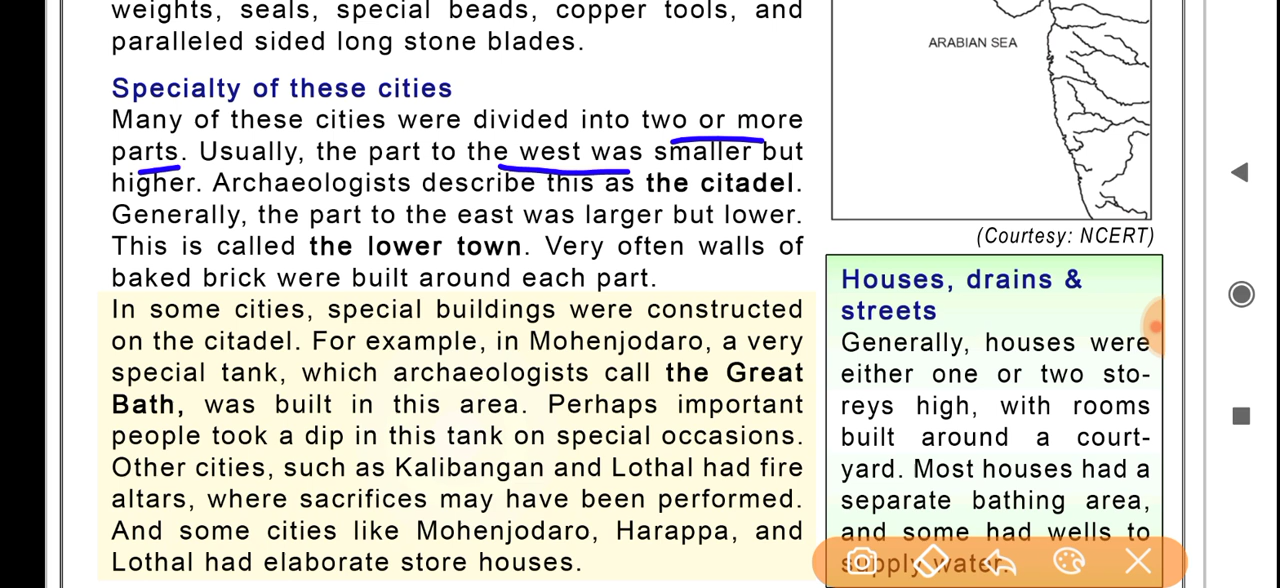 weights, seals, special beads, copper tools, and
paralleled sided long stone blades.
Specialty of these cities
Many of these cities were divided into two or more
parts. Usually, the part to the west was smaller but
higher. Archaeologists describe this as the citadel.
Generally, the part to the east was larger but lower.
This is called the lower town. Very often walls of
baked brick were built around each part.
In some cities, special buildings were constructed
on the citadel. For example, in Mohenjodaro, a very
special tank, which archaeologists call the Great
Bath, was built in this area. Perhaps important
people took a dip in this tank on special occasions.
Other cities, such as Kalibangan and Lothal had fire
altars, where sacrifices may have been performed.
And some cities like Mohenjodaro, Harappa, and
Lothal had elaborate store houses.
ARABIAN SEA
(Courtesy: NCERT)
Houses, drains &
streets
Generally, houses were
either one or two sto-
reys high, with rooms
built around a court-
yard. Most houses had a
separate bathing area,
and some had wells to
supply water.